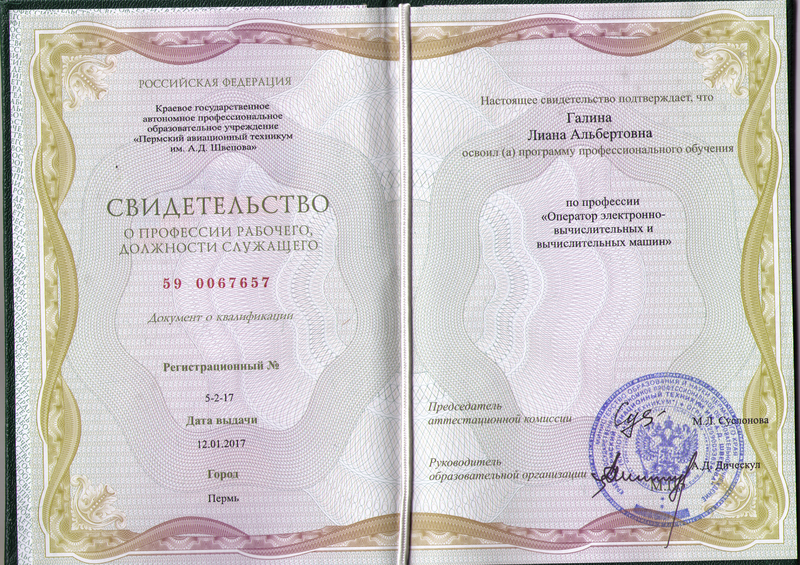 РОССИЙСКАЯ ФЕДЕРАЦИЯ
Краевое государственное
автономное профессиональное
образовательное учреждение
«Пермский авиационный техникум
им. А.Д. Швецова»
СВИДЕТЕЛЬСТВО
О ПРОФЕССИИ РАБОЧЕГО,
ДОЛЖНОСТИ СЛУЖАЩЕГО
59 0067657
Документ о квалификации
Регистрационный №
5-2-17
Дата выдачи
12.01.2017
Город
Пермь
Настоящее свидетельство подтверждает, что
Галина
Лиана Альбертовна
освоил (а) программу профессионального обучения
по профессии
«Оператор электронно-
вычислительных и
вычислительных машин»
Председатель
аттестационной комиссии
М.Л. Суслонова
Руководитель
образовательной организации
А.Д. Дическул
М.П.